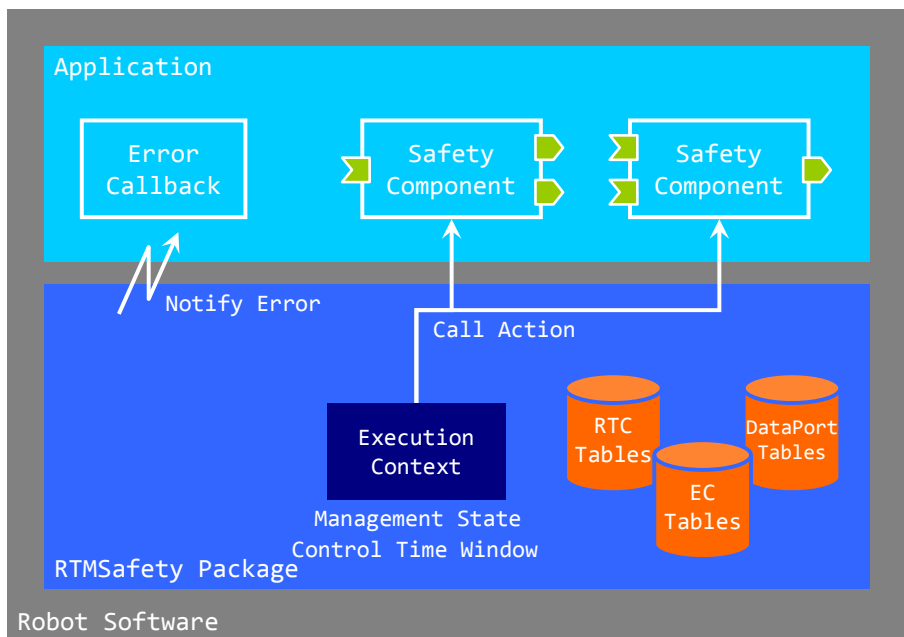 Application
Error
Callback
Safety
Component
Safety
Component
Notify Error
Call Action
Execution
Context
RTC
Tables
DataPort
Tables
EC
Tables
Management State
Control Time Window
RTMSafety Package
Robot Software